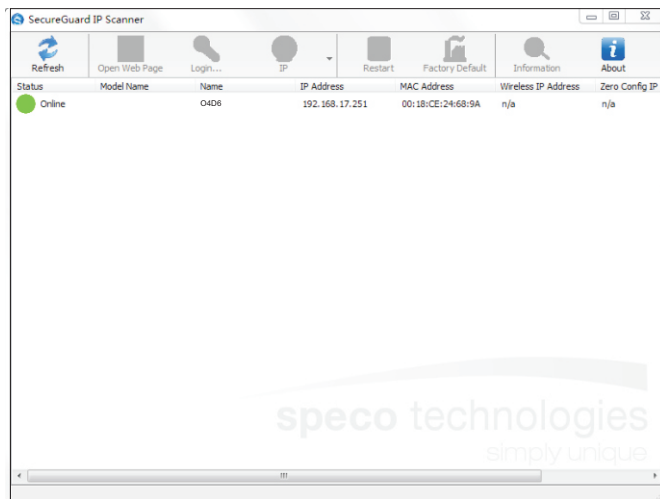 SecureGuard IP Scanner
Refresh Open Web Page Login... IP Restart Factory Default Information About
Status Model Name Name IP Address MAC Address Wireless IP Address Zero Config IP
Online O4D6 192.168.17.251 00:18:CE:24:68:9A n/a n/a
speco technologies
simply unique